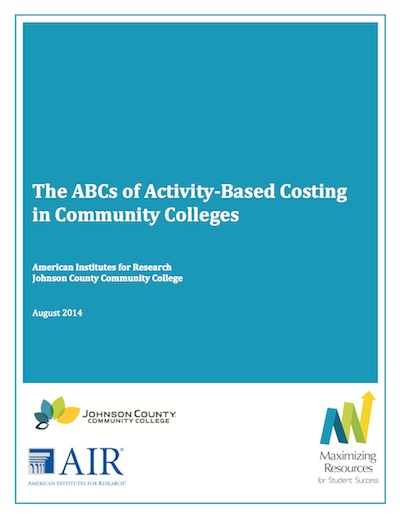 The ABCs of Activity-Based Costing
in Community Colleges
American Institutes for Research
Johnson County Community College
August 2014
JOHNSON COUNTY
COMMUNITY COLLEGE
AIR®
AMERICAN INSTITUTES FOR RESEARCH®
Maximizing
Resources
for Student Success